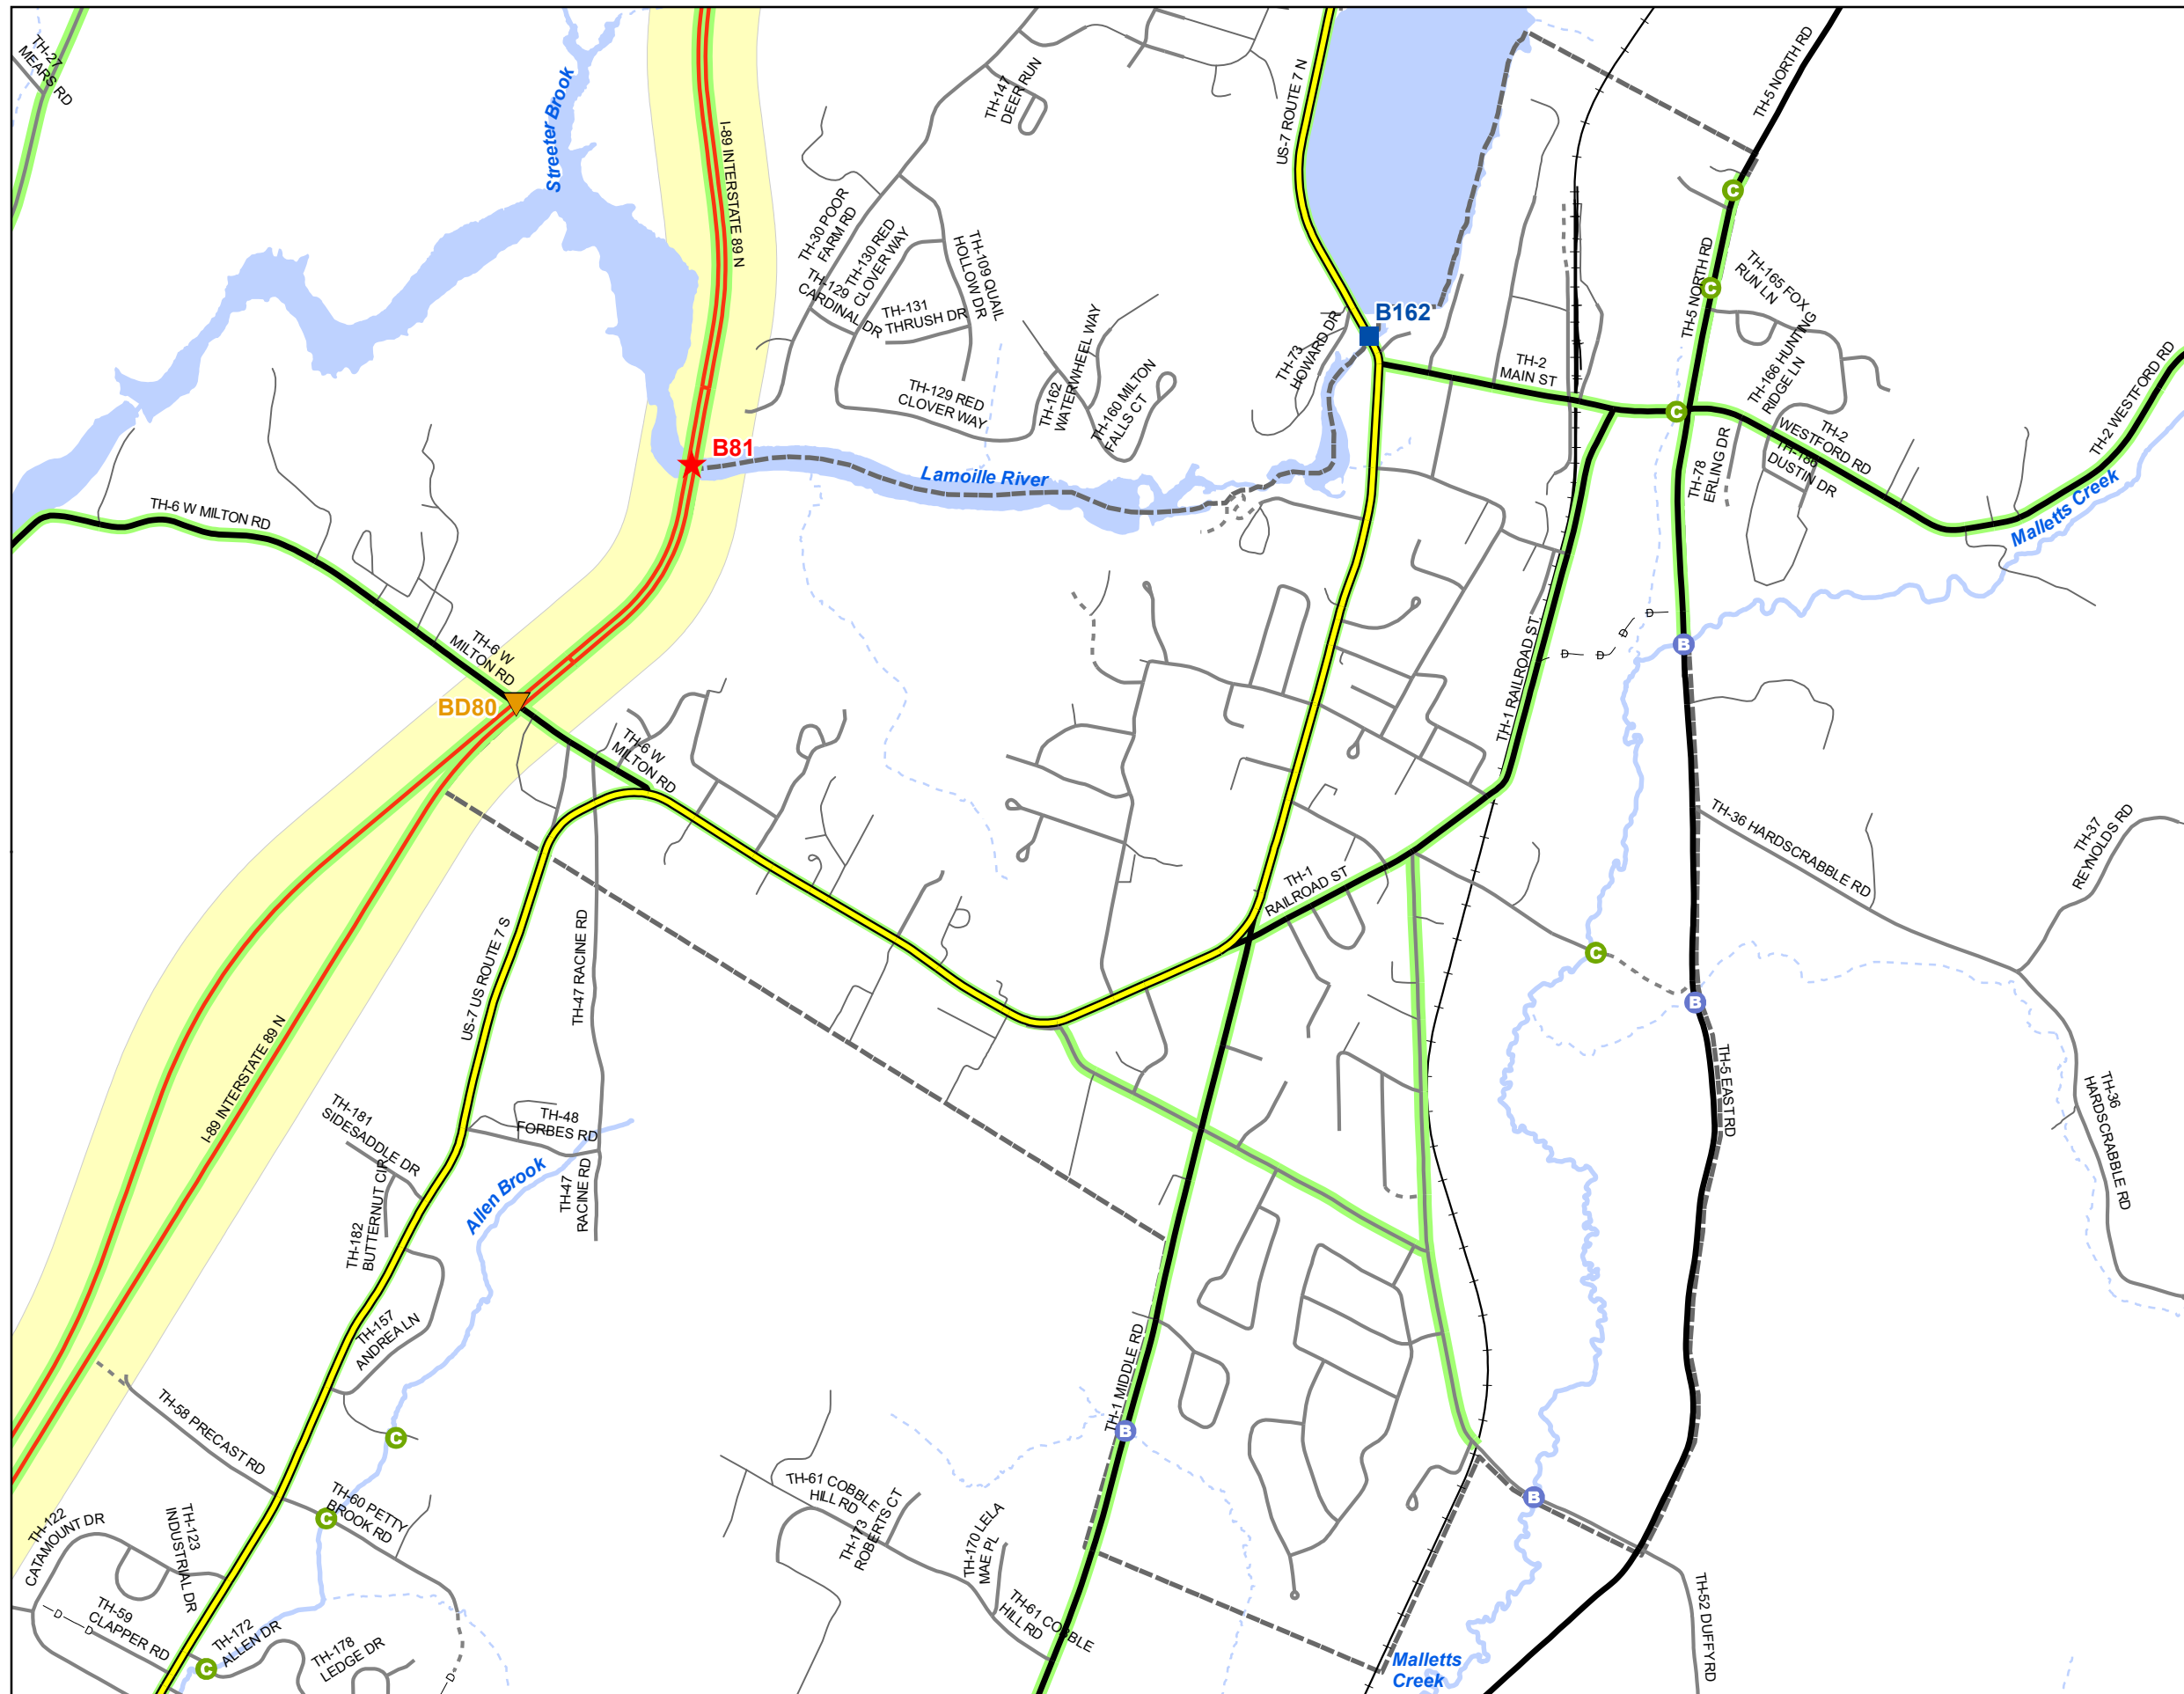 TH-27
MEARS RD
Streeter Brook
I-89 INTERSTATE 89 N
TH-147
DEER RUN
US-7 ROUTE 7 N
TH-5 NORTH RD
C
TH-30 POOR
FARM RD
TH-130 RED
CLOVER WAY
TH-109 QUAIL
HOLLOW DR
TH-129
CARDINAL DR
TH-131
THRUSH DR
TH-5 NORTH RD
C
TH-165 FOX
RUN LN
B162
TH-73
HOWARD DR
TH-2
MAIN ST
TH-166 HUNTING
RIDGE LN
TH-2 WESTFORD RD
TH-162
WATERWHEEL WAY
TH-160 MILTON
FALLS CT
TH-129 RED
CLOVER WAY
C
TH-2
WESTFORD RD
TH-186
DUSTIN DR
TH-78
ERLING DR
B81
Lamoille River
Malletts Creek
TH-6 W MILTON RD
D
D
D
D
B
TH-6 W
MILTON RD
BD80
TH-1 RAILROAD ST
TH-6 W
MILTON RD
TH-36 HARDSCRABBLE RD
TH-37
REYNOLDS RD
TH-1
RAILROAD ST
US-7 US ROUTE 7 S
TH-47 RACINE RD
C
B
I-89 INTERSTATE 89 N
TH-5 EAST RD
TH-36
HARDSCRABBLE RD
TH-181
SIDESADDLE DR
TH-48
FORBES RD
TH-182
BUTTERNUT CIR
Allen Brook
TH-47
RACINE RD
TH-157
ANDREA LN
TH-1 MIDDLE RD
B
TH-58 PRECAST RD
C
C
TH-60 PETTY
BROOK RD
TH-61 COBBLE
HILL RD
TH-173
ROBERTS CT
TH-170 LELA
MAE PL
B
TH-122
CATAMOUNT DR
TH-123
INDUSTRIAL DR
TH-59
CLAPPER RD
D
D
TH-172
ALLEN DR
C
TH-178
LEDGE DR
D
TH-61 COBBLE
HILL RD
TH-52 DUFFY RD
Malletts
Creek